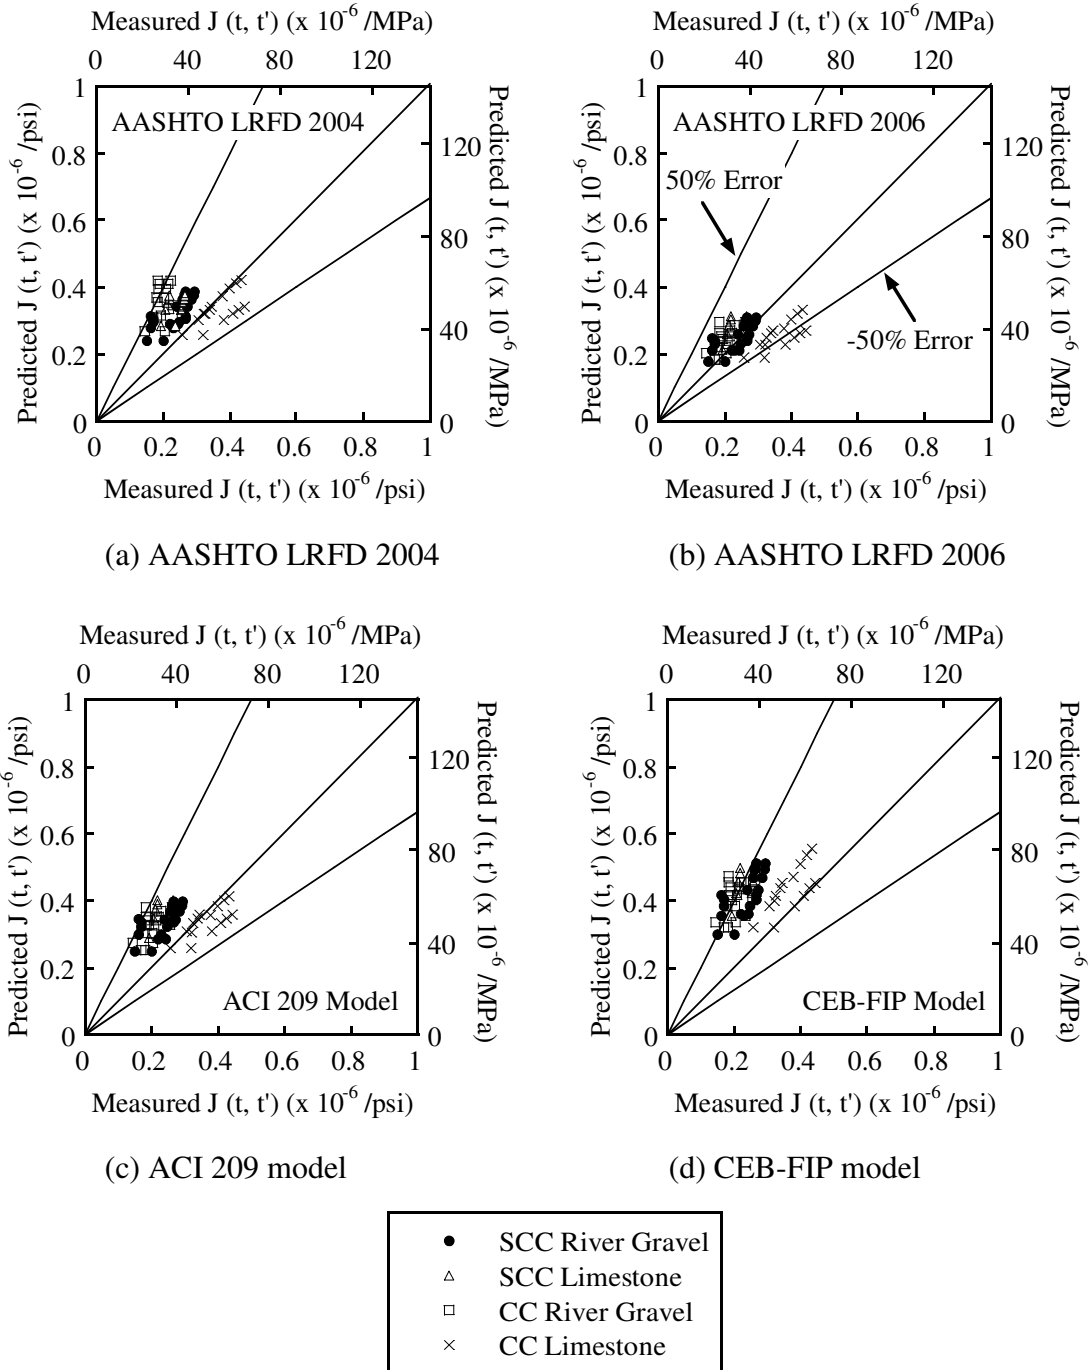 Measured J (t, t') (x 10⁻⁶ /MPa)
0 40 80 120
Predicted J (t, t') (x 10⁻⁶ /psi)
1
0.8
0.6
0.4
0.2
0
AASHTO LRFD 2004
120
80
40
0
Predicted J (t, t') (x 10⁻⁶ /MPa)
0 0.2 0.4 0.6 0.8 1
Measured J (t, t') (x 10⁻⁶ /psi)
(a) AASHTO LRFD 2004
Measured J (t, t') (x 10⁻⁶ /MPa)
0 40 80 120
Predicted J (t, t') (x 10⁻⁶ /psi)
1
0.8
0.6
0.4
0.2
0
AASHTO LRFD 2006
50% Error
-50% Error
120
80
40
0
Predicted J (t, t') (x 10⁻⁶ /MPa)
0 0.2 0.4 0.6 0.8 1
Measured J (t, t') (x 10⁻⁶ /psi)
(b) AASHTO LRFD 2006
Measured J (t, t') (x 10⁻⁶ /MPa)
0 40 80 120
Predicted J (t, t') (x 10⁻⁶ /psi)
1
0.8
0.6
0.4
0.2
0
ACI 209 Model
120
80
40
0
Predicted J (t, t') (x 10⁻⁶ /MPa)
0 0.2 0.4 0.6 0.8 1
Measured J (t, t') (x 10⁻⁶ /psi)
(c) ACI 209 model
Measured J (t, t') (x 10⁻⁶ /MPa)
0 40 80 120
Predicted J (t, t') (x 10⁻⁶ /psi)
1
0.8
0.6
0.4
0.2
0
CEB-FIP Model
120
80
40
0
Predicted J (t, t') (x 10⁻⁶ /MPa)
0 0.2 0.4 0.6 0.8 1
Measured J (t, t') (x 10⁻⁶ /psi)
(d) CEB-FIP model
SCC River Gravel
SCC Limestone
CC River Gravel
CC Limestone